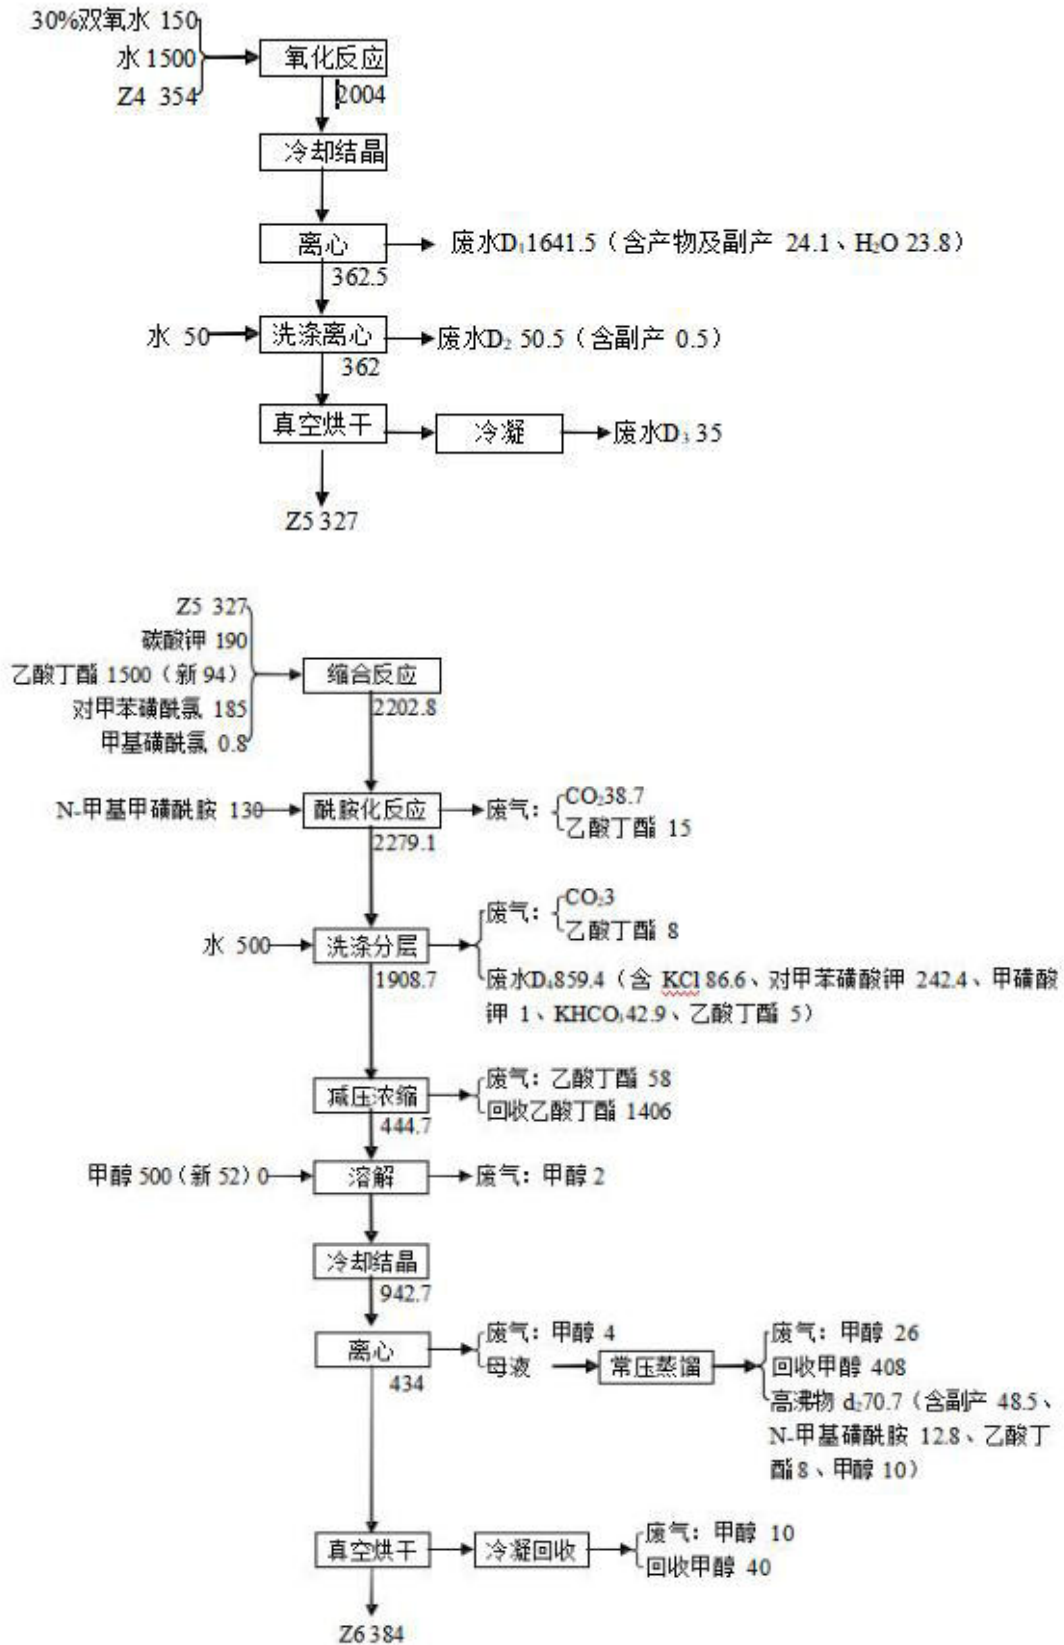 30%双氧水 150
水 1500
Z4 354
氧化反应
2004
冷却结晶
离心
废水D₁1641.5（含产物及副产 24.1、H₂O 23.8）
362.5
水 50
洗涤离心
废水D₂ 50.5（含副产 0.5）
362
真空烘干
冷凝
废水D₃ 35
Z5 327
Z5 327
碳酸钾 190
乙酸丁酯 1500（新 94）
对甲苯磺酰氯 185
甲基磺酰氯 0.8
缩合反应
2202.8
N-甲基甲磺酰胺 130
酰胺化反应
废气：
CO₂38.7
乙酸丁酯 15
2279.1
水 500
洗涤分层
废气：
CO₂3
乙酸丁酯 8
废水D₄859.4（含 KCl 86.6、对甲苯磺酸钾 242.4、甲磺酸
钾 1、KHCO₃42.9、乙酸丁酯 5）
1908.7
减压浓缩
废气：乙酸丁酯 58
回收乙酸丁酯 1406
444.7
甲醇 500（新 52）0
溶解
废气：甲醇 2
冷却结晶
942.7
离心
废气：甲醇 4
母液
常压蒸馏
废气：甲醇 26
回收甲醇 408
高沸物 d₂70.7（含副产 48.5、
N-甲基磺酰胺 12.8、乙酸丁
酯 8、甲醇 10）
434
真空烘干
冷凝回收
废气：甲醇 10
回收甲醇 40
Z6 384